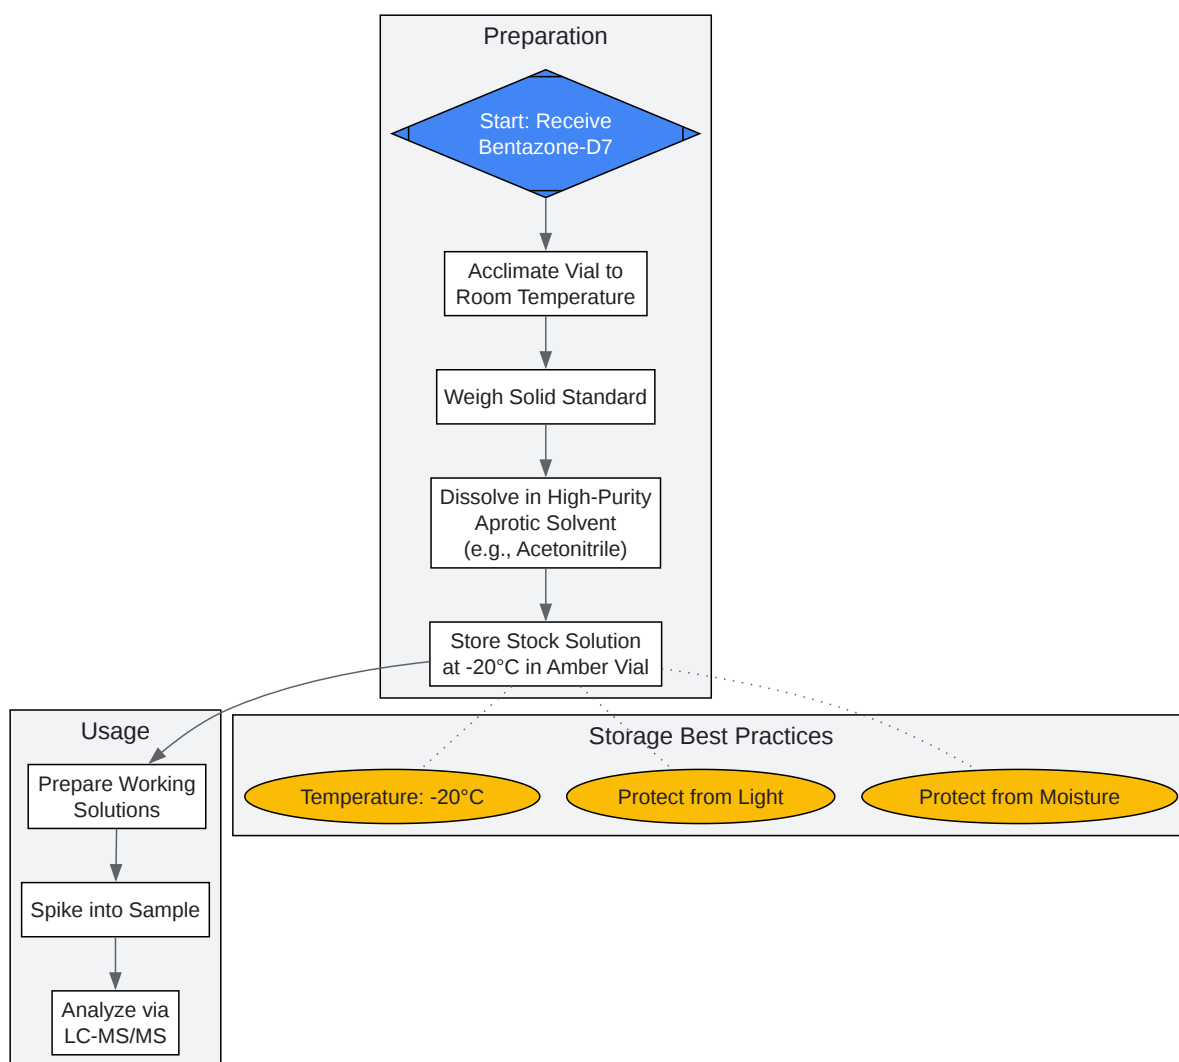 Preparation
Start: Receive
Bentazone-D7
Acclimate Vial to
Room Temperature
Weigh Solid Standard
Dissolve in High-Purity
Aprotic Solvent
(e.g., Acetonitrile)
Store Stock Solution
at -20°C in Amber Vial
Usage
Prepare Working
Solutions
Spike into Sample
Analyze via
LC-MS/MS
Storage Best Practices
Temperature: -20°C
Protect from Light
Protect from Moisture